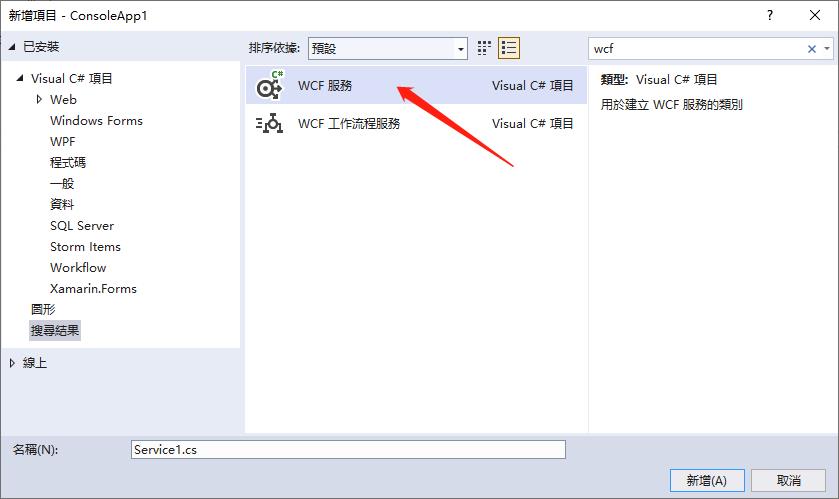 新增項目 - ConsoleApp1
? ×
已安裝
排序依據: 預設
wcf
Visual C# 項目
Web
Windows Forms
WPF
程式碼
一般
資料
SQL Server
Storm Items
Workflow
Xamarin.Forms
圖形
搜尋結果
線上
C#
WCF 服務 Visual C# 項目
WCF 工作流程服務 Visual C# 項目
類型: Visual C# 項目
用於建立 WCF 服務的類別
名稱(N): Service1.cs
新增(A) 取消